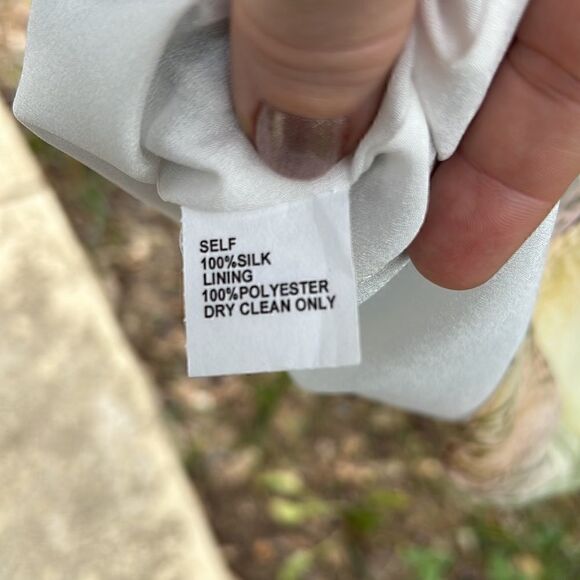 SELF
100%SILK
LINING
100%POLYESTER
DRY CLEAN ONLY